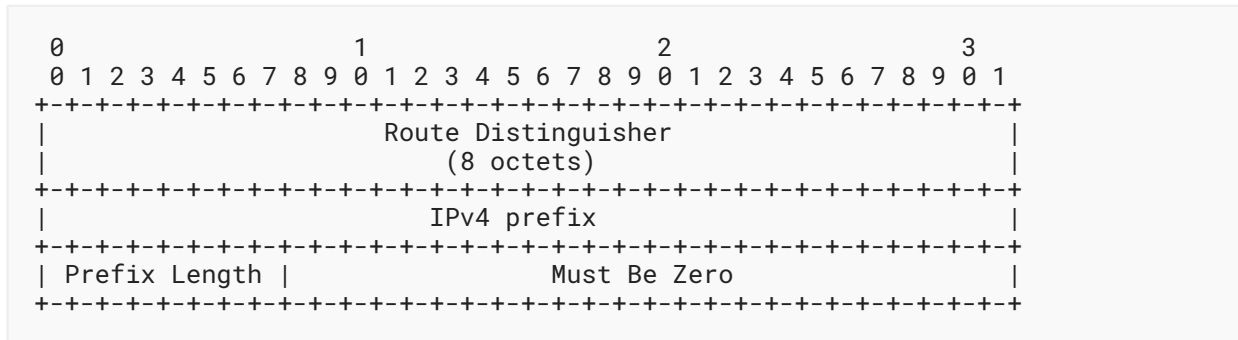 0                   1                   2                   3
 0 1 2 3 4 5 6 7 8 9 0 1 2 3 4 5 6 7 8 9 0 1 2 3 4 5 6 7 8 9 0 1
+-+-+-+-+-+-+-+-+-+-+-+-+-+-+-+-+-+-+-+-+-+-+-+-+-+-+-+-+-+-+-+-+
|                      Route Distinguisher                      |
|                          (8 octets)                           |
+-+-+-+-+-+-+-+-+-+-+-+-+-+-+-+-+-+-+-+-+-+-+-+-+-+-+-+-+-+-+-+-+
|                         IPv4 prefix                           |
+-+-+-+-+-+-+-+-+-+-+-+-+-+-+-+-+-+-+-+-+-+-+-+-+-+-+-+-+-+-+-+-+
| Prefix Length |                 Must Be Zero                  |
+-+-+-+-+-+-+-+-+-+-+-+-+-+-+-+-+-+-+-+-+-+-+-+-+-+-+-+-+-+-+-+-+